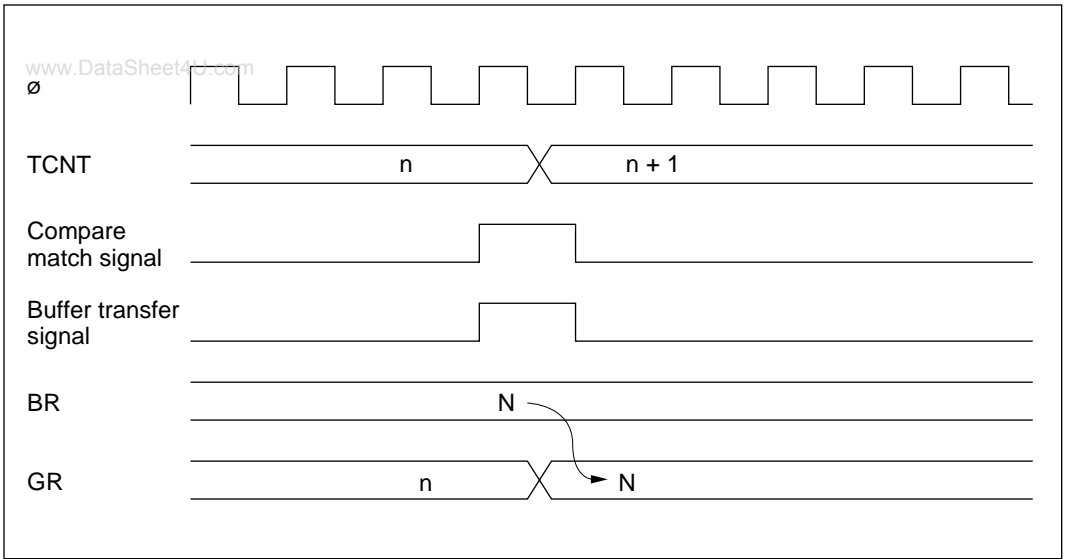 www.DataSheet4U.com
ø
TCNT
n
n + 1
Compare
match signal
Buffer transfer
signal
BR
N
GR
n
N